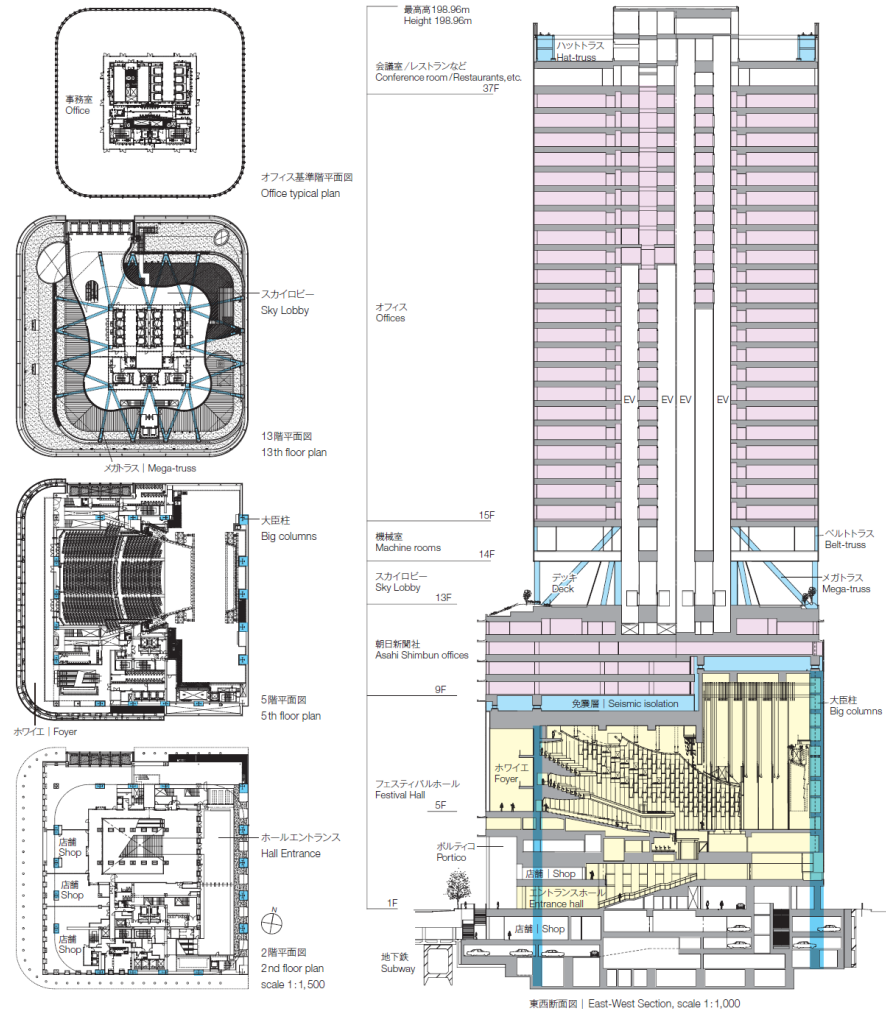 事務室
Office
オフィス基準階平面図
Office typical plan
スカイロビー
Sky Lobby
13階平面図
13th floor plan
メガトラス | Mega-truss
大臣柱
Big columns
5階平面図
5th floor plan
ホワイエ | Foyer
店舗
Shop
店舗
Shop
店舗
Shop
ホールエントランス
Hall Entrance
N
2階平面図
2nd floor plan
scale 1:1,500
最高高198.96m
Height 198.96m
ハットトラス
Hat-truss
会議室/レストランなど
Conference room/Restaurants,etc.
37F
オフィス
Offices
EV
EV
EV
EV
15F
機械室
Machine rooms
14F
ベルトトラス
Belt-truss
スカイロビー
Sky Lobby
13F
デッキ
Deck
メガトラス
Mega-truss
朝日新聞社
Asahi Shimbun offices
9F
免震層 | Seismic isolation
大臣柱
Big columns
ホワイエ
Foyer
フェスティバルホール
Festival Hall
5F
ポルティコ
Portico
店舗 | Shop
エントランスホール
Entrance hall
1F
店舗 | Shop
地下鉄
Subway
東西断面図 | East-West Section, scale 1:1,000